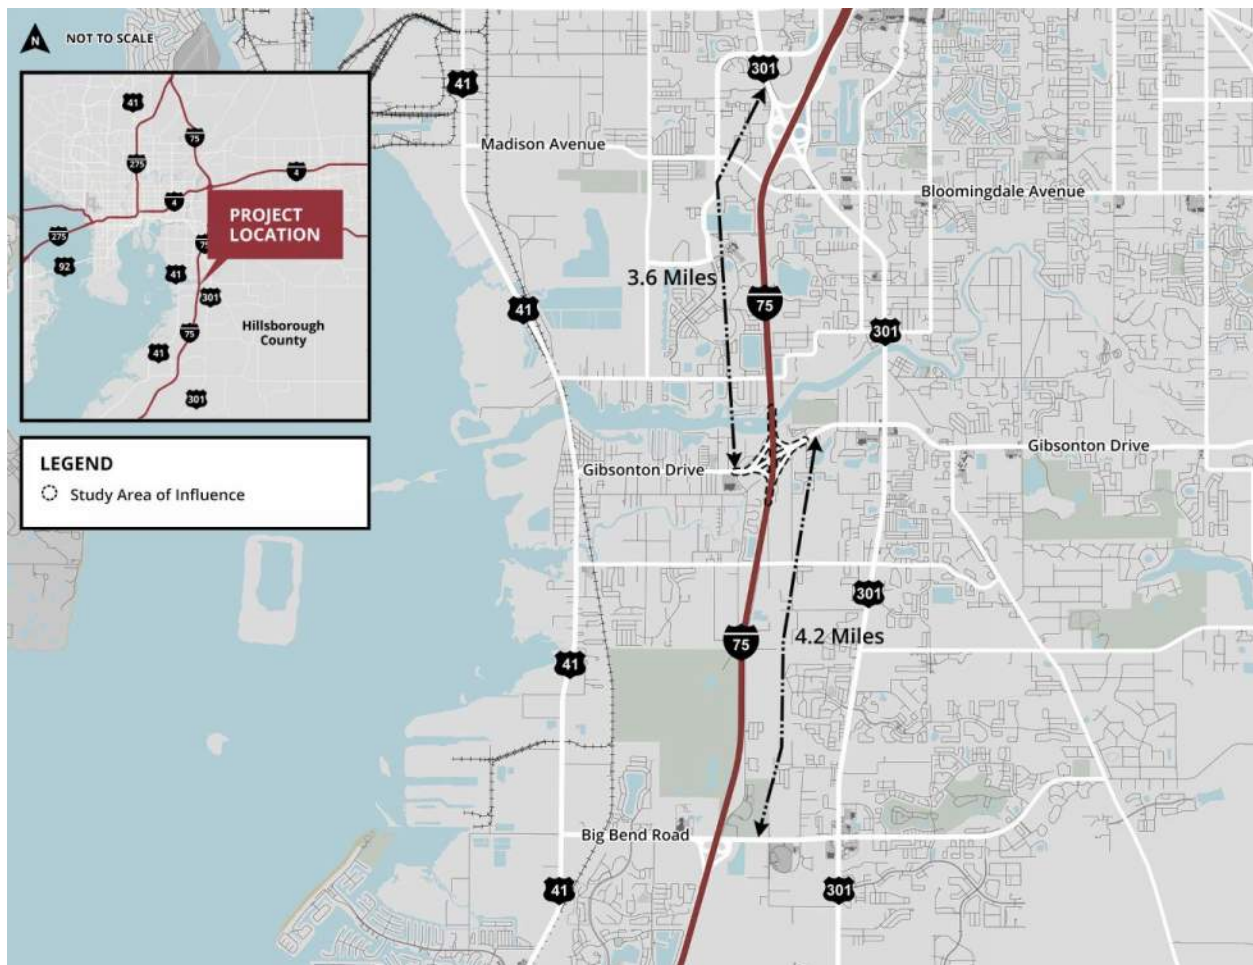 N
NOT TO SCALE
41
75
275
4
4
PROJECT
LOCATION
275
75
92
41
301
Hillsborough
County
75
41
301
LEGEND
Study Area of Influence
301
41
Madison Avenue
Bloomingdale Avenue
3.6 Miles
75
41
301
Gibsonton Drive
Gibsonton Drive
301
75
4.2 Miles
41
Big Bend Road
41
301